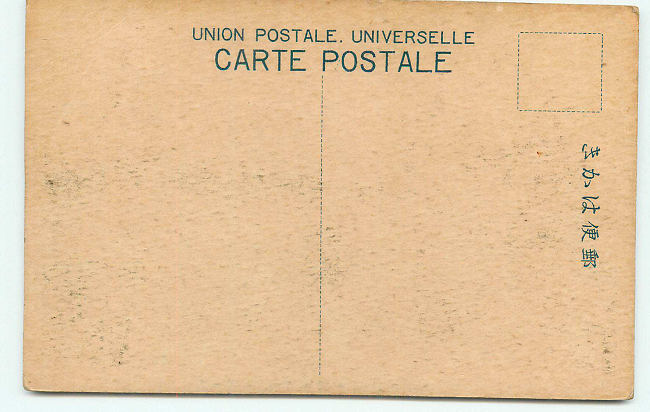 UNION POSTALE. UNIVERSELLE
CARTE POSTALE
郵便はかき